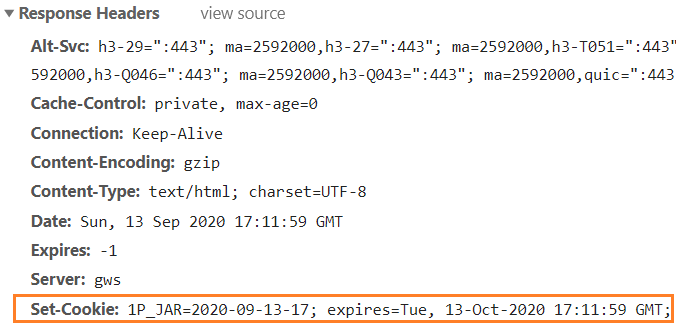 Response Headers view source
Alt-Svc: h3-29=":443"; ma=2592000,h3-27=":443"; ma=2592000,h3-T051=":443"
592000,h3-Q046=":443"; ma=2592000,h3-Q043=":443"; ma=2592000,quic=":443
Cache-Control: private, max-age=0
Connection: Keep-Alive
Content-Encoding: gzip
Content-Type: text/html; charset=UTF-8
Date: Sun, 13 Sep 2020 17:11:59 GMT
Expires: -1
Server: gws
Set-Cookie: 1P_JAR=2020-09-13-17; expires=Tue, 13-Oct-2020 17:11:59 GMT;